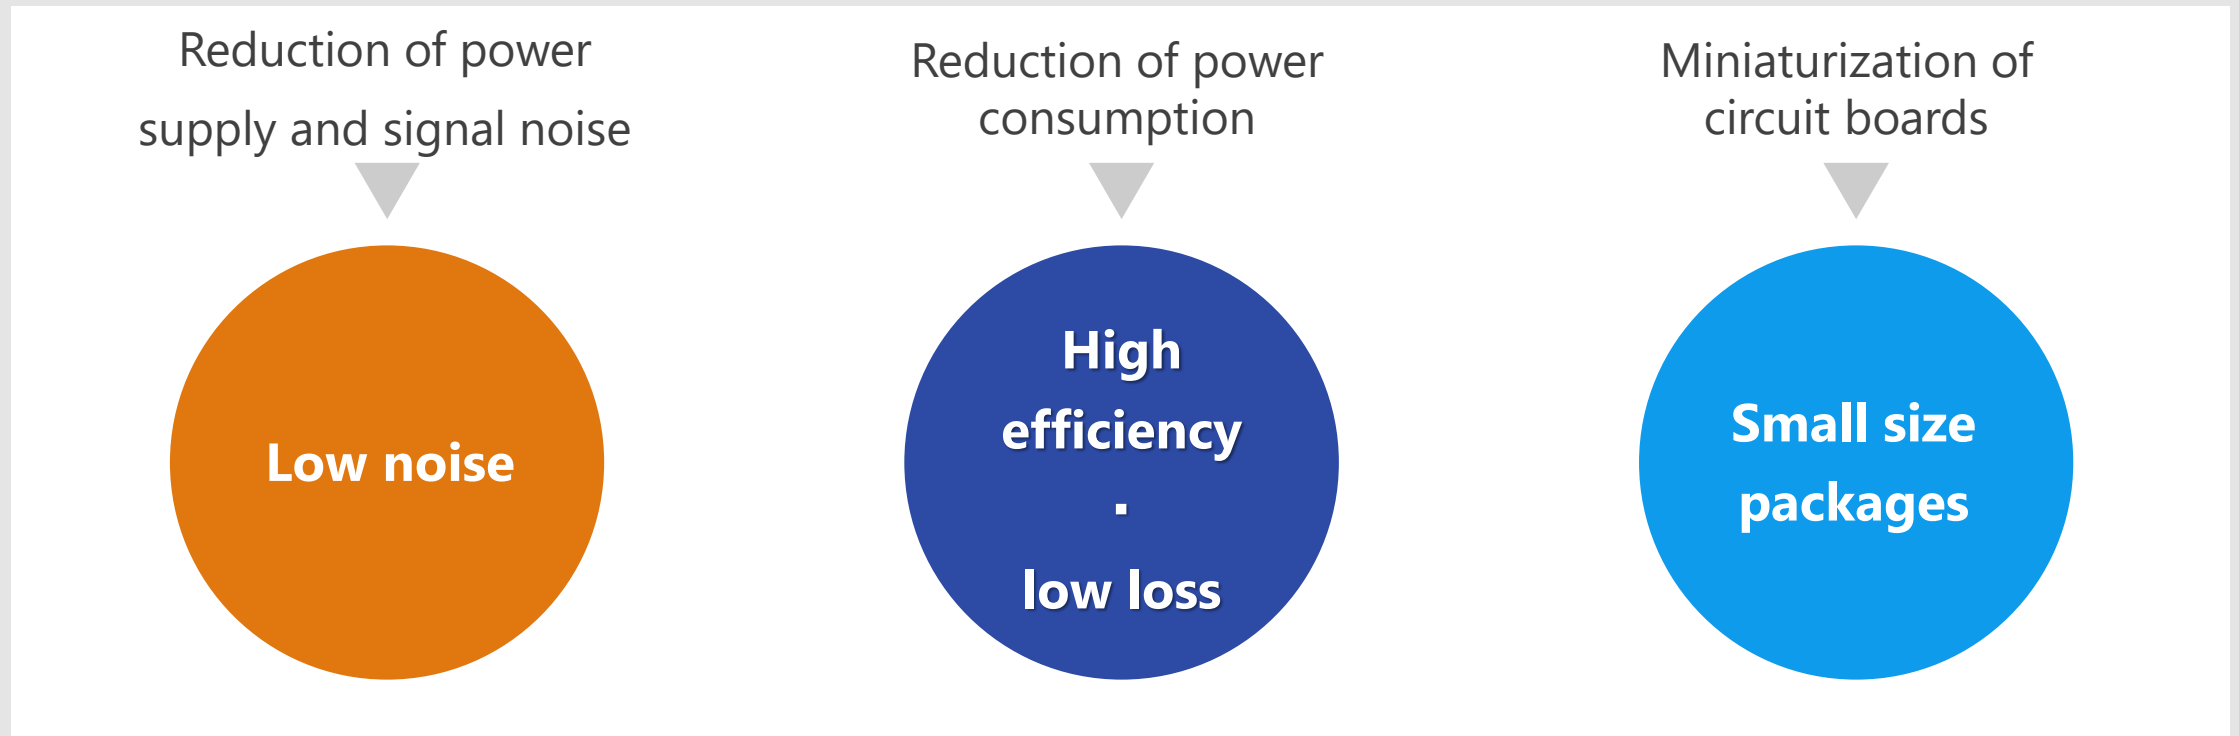 Reduction of power
supply and signal noise
Low noise
Reduction of power
consumption
High
efficiency
・
low loss
Miniaturization of
circuit boards
Small size
packages